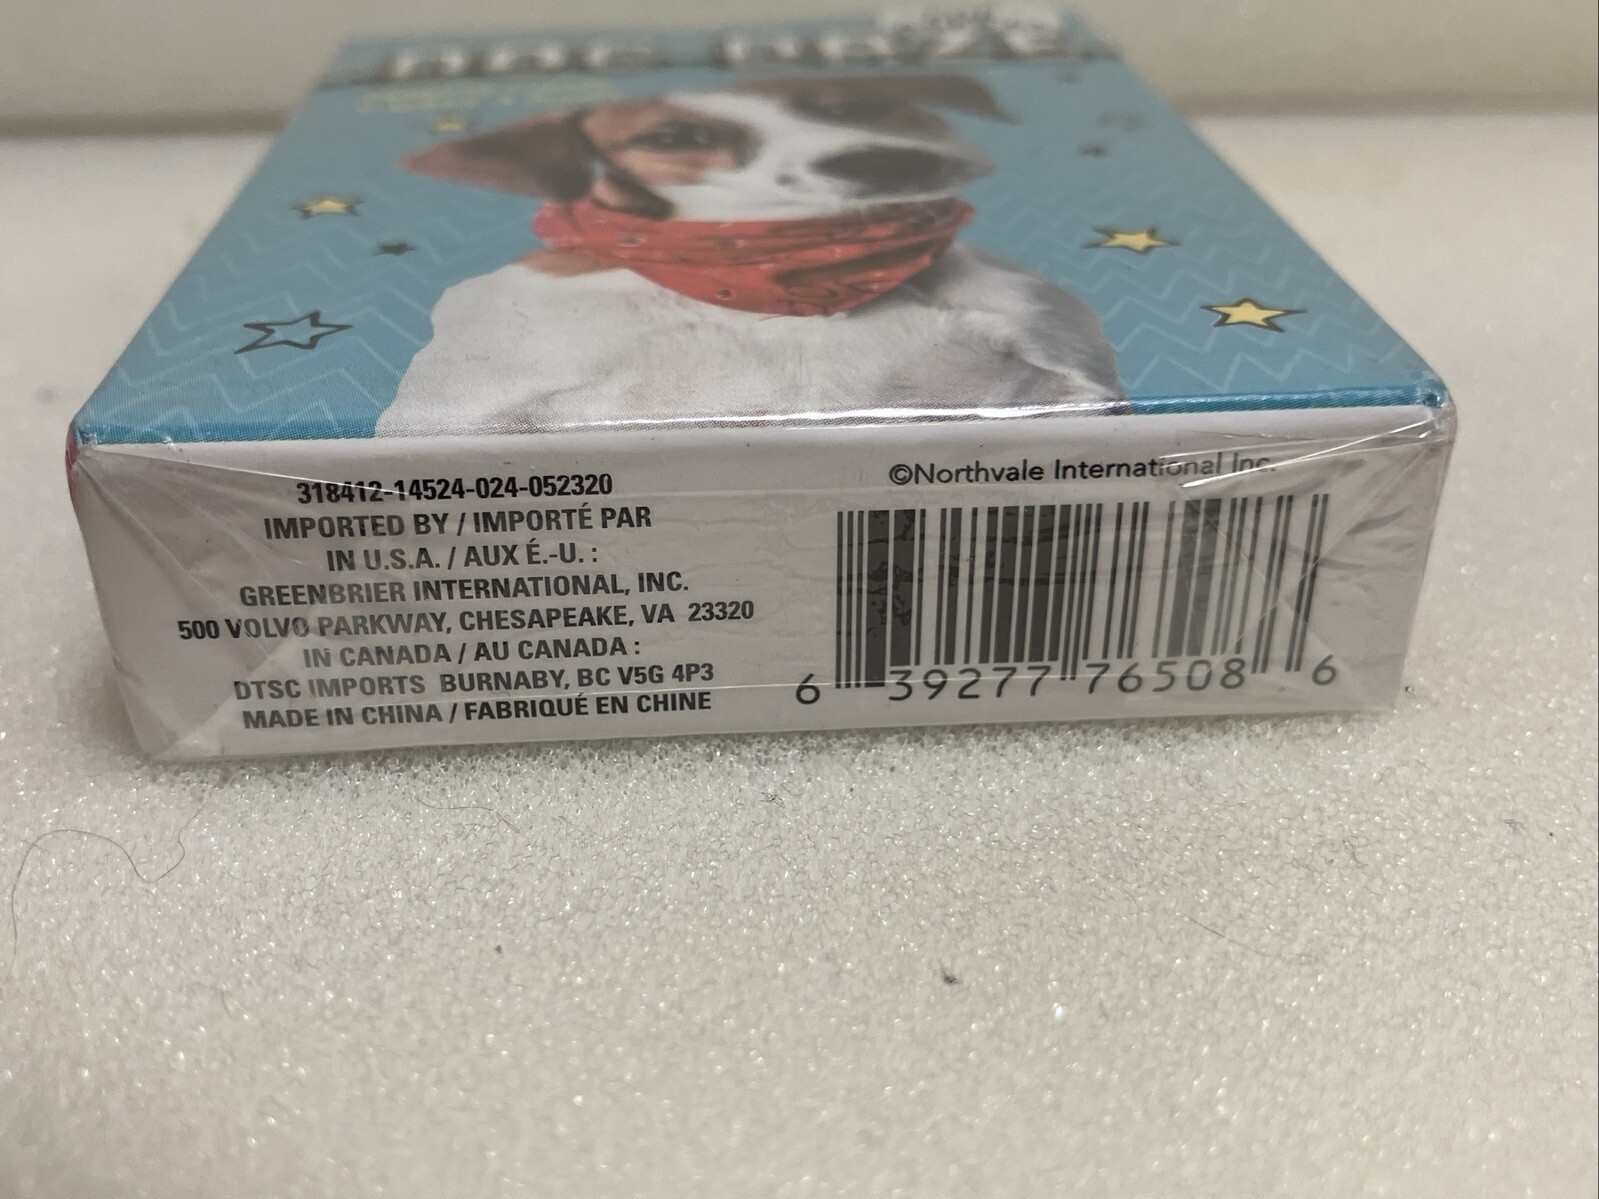 318412-14524-024-052320
IMPORTED BY / IMPORTÉ PAR
IN U.S.A. / AUX É.-U. :
GREENBRIER INTERNATIONAL, INC.
500 VOLVO PARKWAY, CHESAPEAKE, VA 23320
IN CANADA / AU CANADA :
DTSC IMPORTS BURNABY, BC V5G 4P3
MADE IN CHINA / FABRIQUÉ EN CHINE
©Northvale International Inc.
6 39277 76508 6